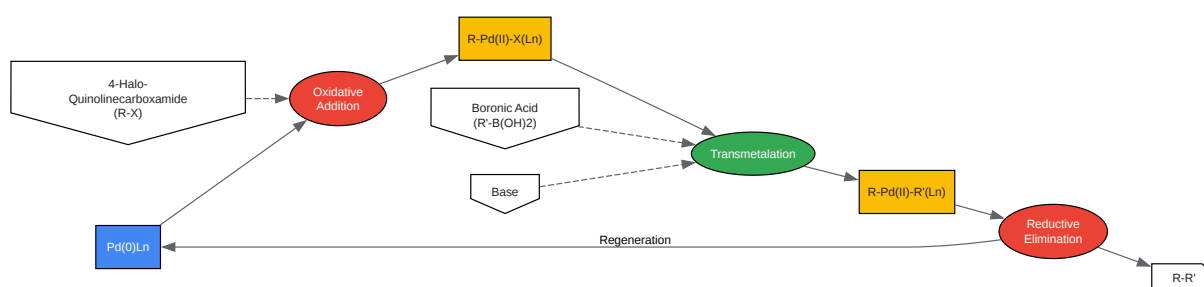 R-Pd(II)-X(Ln)
4-Halo-
Quinolinecarboxamide
(R-X)
Oxidative
Addition
Boronic Acid
(R'-B(OH)2)
Transmetalation
Base
R-Pd(II)-R'(Ln)
Reductive
Elimination
Pd(0)Ln
Regeneration
R-R'